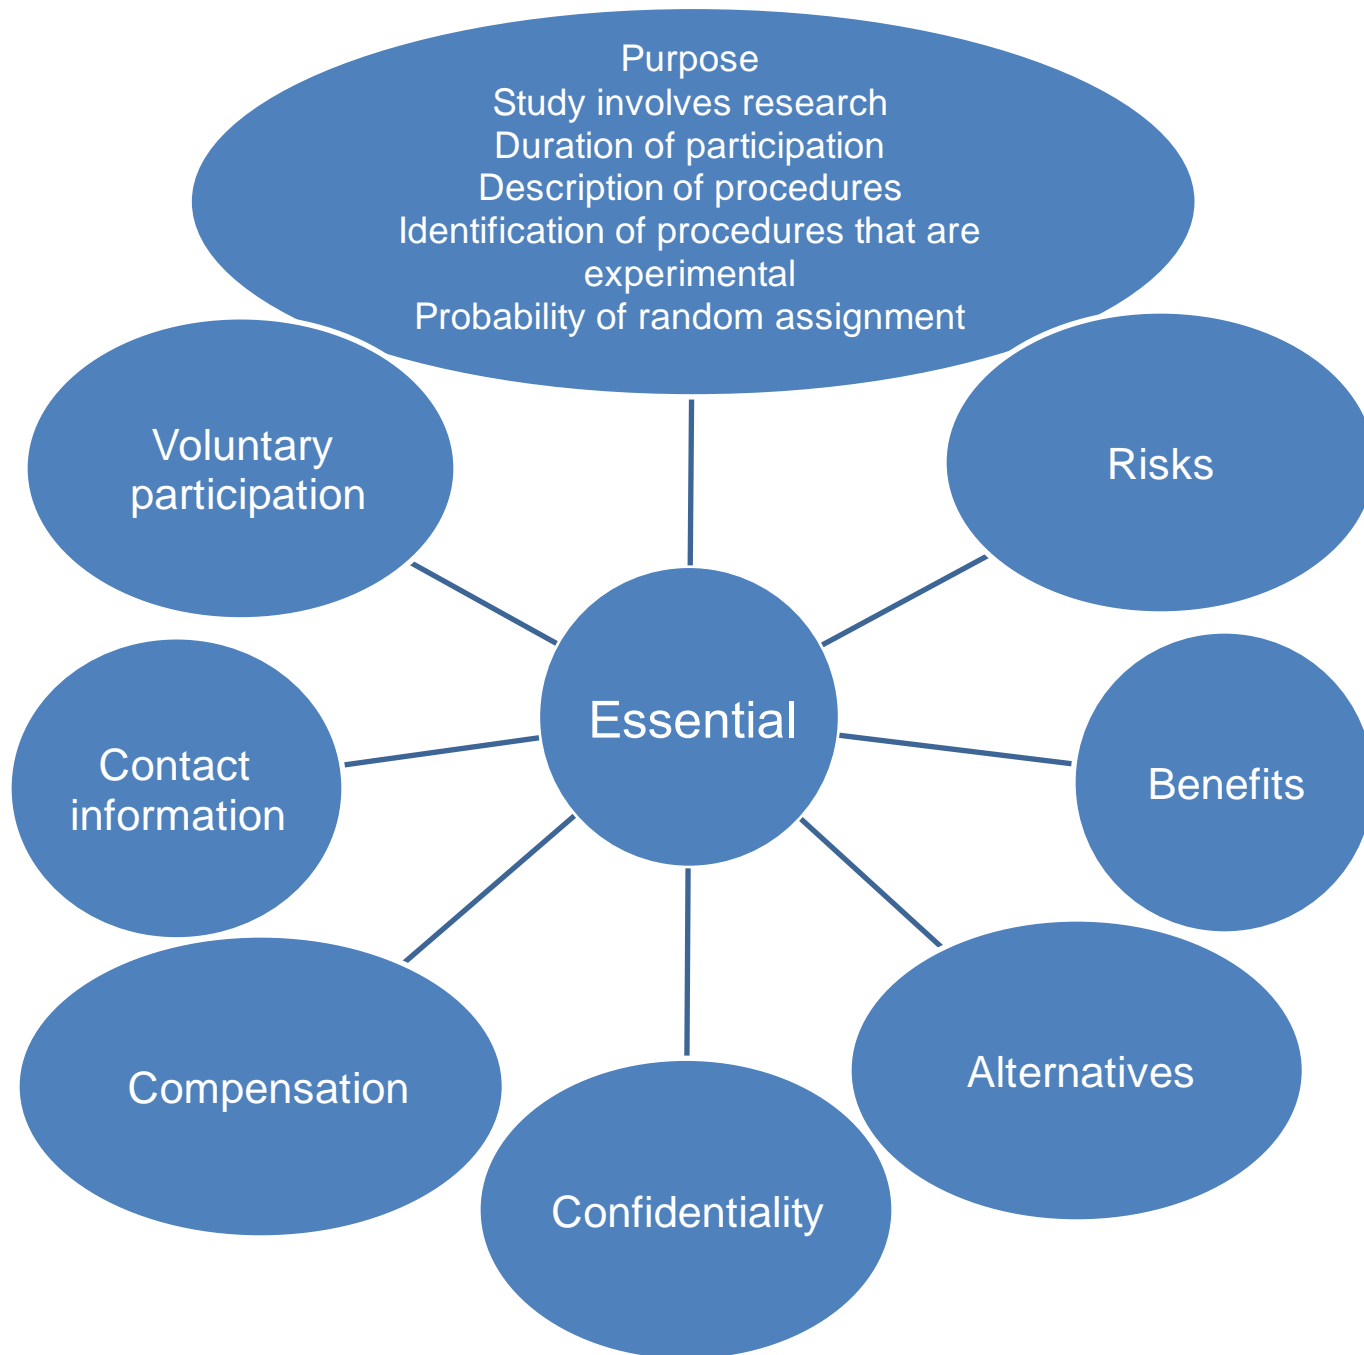 Purpose
Study involves research
Duration of participation
Description of procedures
Identification of procedures that are
experimental
Probability of random assignment
Voluntary
participation
Risks
Essential
Contact
information
Benefits
Compensation
Alternatives
Confidentiality